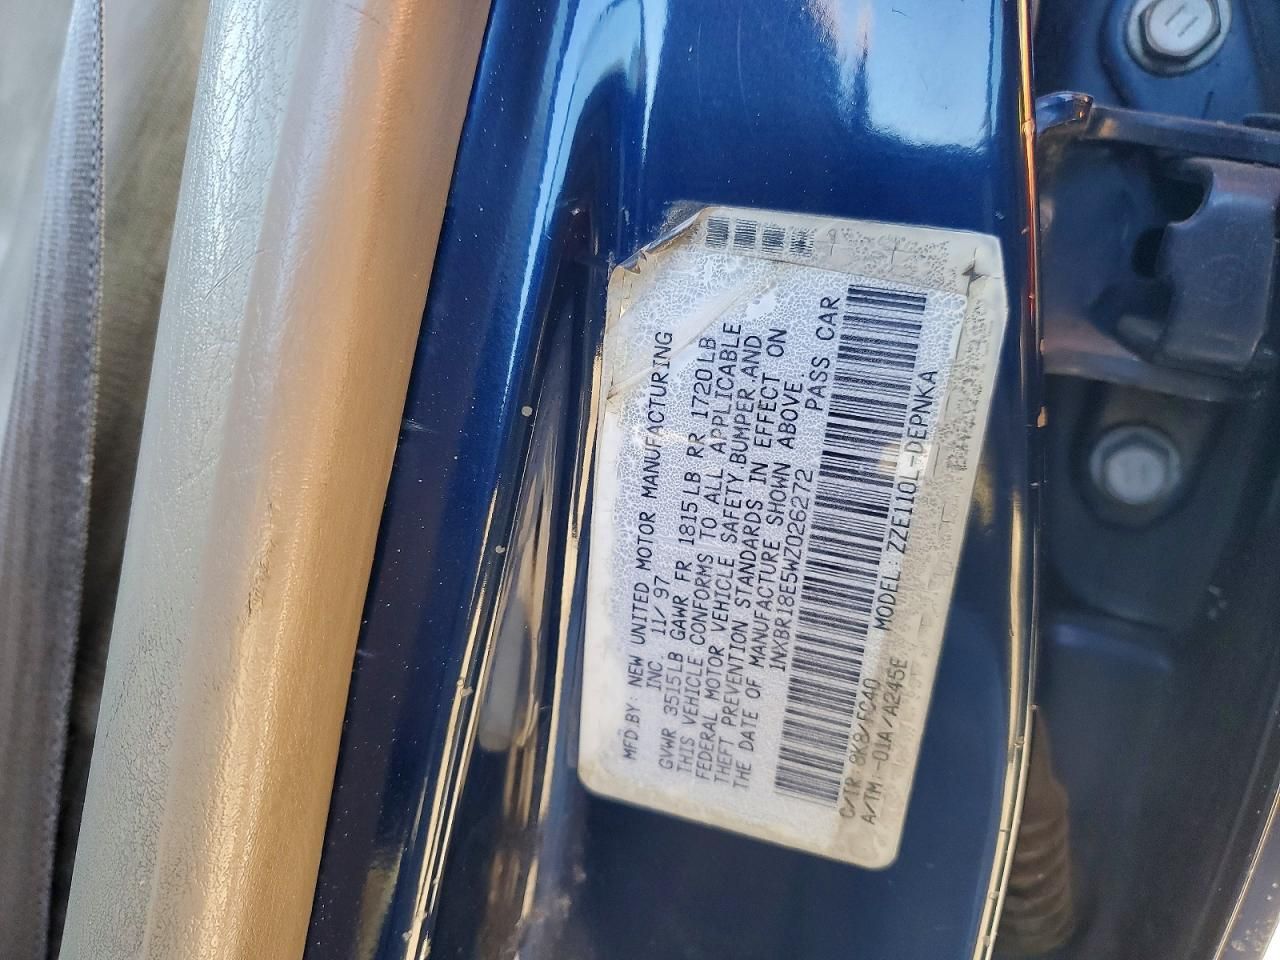 MFD.BY: NEW UNITED MOTOR MANUFACTURING
INC. 11/97
GVWR 3515LB GAWR FR 1815LB RR 1720LB
THIS VEHICLE CONFORMS TO ALL APPLICABLE
FEDERAL MOTOR VEHICLE SAFETY,BUMPER,AND
THEFT PREVENTION STANDARDS IN EFFECT ON
THE DATE OF MANUFACTURE SHOWN ABOVE
1NXBR18E5WZ026272 PASS CAR
C/TR:8K8/FC40 MODEL:ZZE110L-DEPNKA
A/TM:-01A/A245E